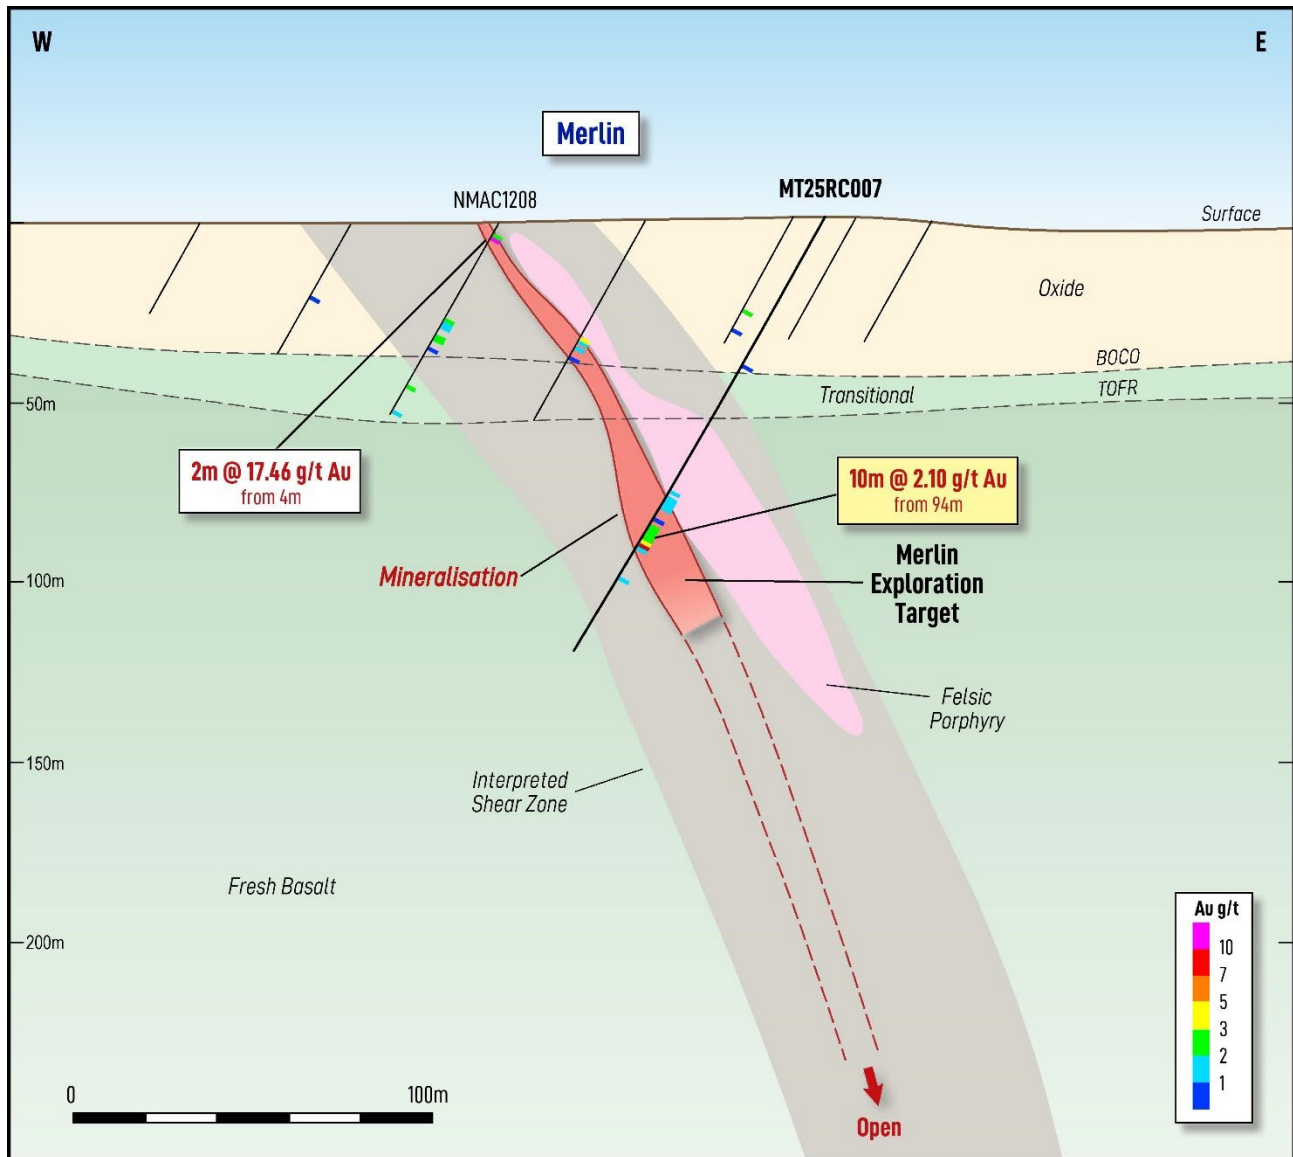 W
E
Merlin
NMAC1208
MT25RC007
Surface
Oxide
BOCO
Transitional
TOFR
50m
2m @ 17.46 g/t Au
from 4m
10m @ 2.10 g/t Au
from 94m
Mineralisation
100m
Merlin
Exploration
Target
Felsic
Porphyry
150m
Interpreted
Shear Zone
Fresh Basalt
200m
Au g/t
10
7
5
3
2
1
0
100m
Open